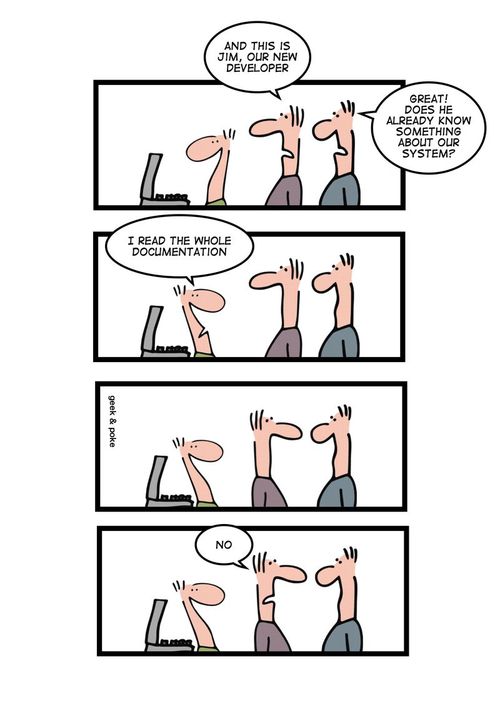 AND THIS IS
JIM, OUR NEW
DEVELOPER
GREAT!
DOES HE
ALREADY KNOW
SOMETHING
ABOUT OUR
SYSTEM?
I READ THE WHOLE
DOCUMENTATION
geek & poke
NO